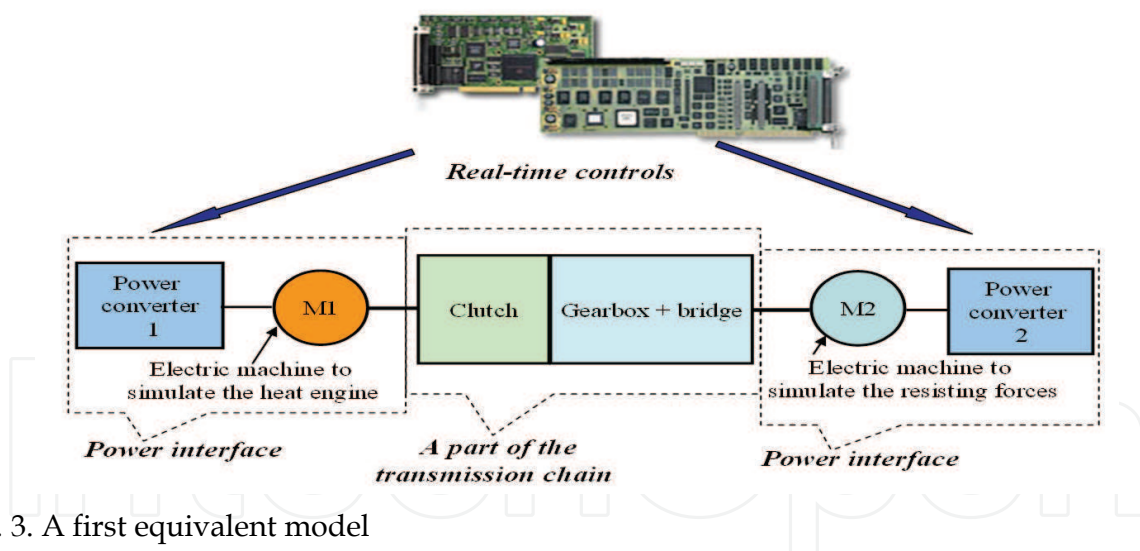 Real-time controls
Power
converter
1
M1
Clutch
Gearbox + bridge
M2
Power
converter
2
Electric machine to
simulate the heat engine
Electric machine to
simulate the resisting forces
Power interface
A part of the
transmission chain
Power interface
. 3. A first equivalent model